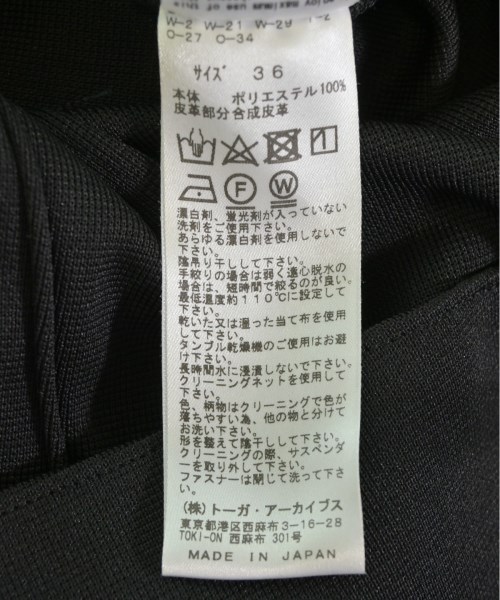 W-2 W-21 W-29 T-2
O-27 O-34
サイズ 36
本体 ポリエステル100%
皮革部分合成皮革
F W
漂白剤、蛍光剤が入っていない
洗剤をご使用下さい。
あらゆる漂白剤を使用しないで
下さい。
陰吊り干しして下さい。
手絞りの場合は弱く遠心脱水の
場合は、短時間で絞るのが良い。
最低温度約110℃に設定して
下さい。
乾いた又は湿った当て布を使用
して下さい。
タンブル乾燥機のご使用はお避
け下さい。
長時間水に浸漬しないで下さい。
クリーニングネットを使用して
下さい。
色、柄物はクリーニングで色が
落ちやすい為、他の物と分けて
お洗い下さい。
形を整えて陰干しして下さい。
クリーニングの際、サスペンダ
ーを取り外して下さい。
ファスナーは閉じて洗って下さ
い。
(株)トーガ・アーカイブス
東京都港区西麻布3-16-28
TOKI-ON 西麻布 301号
MADE IN JAPAN